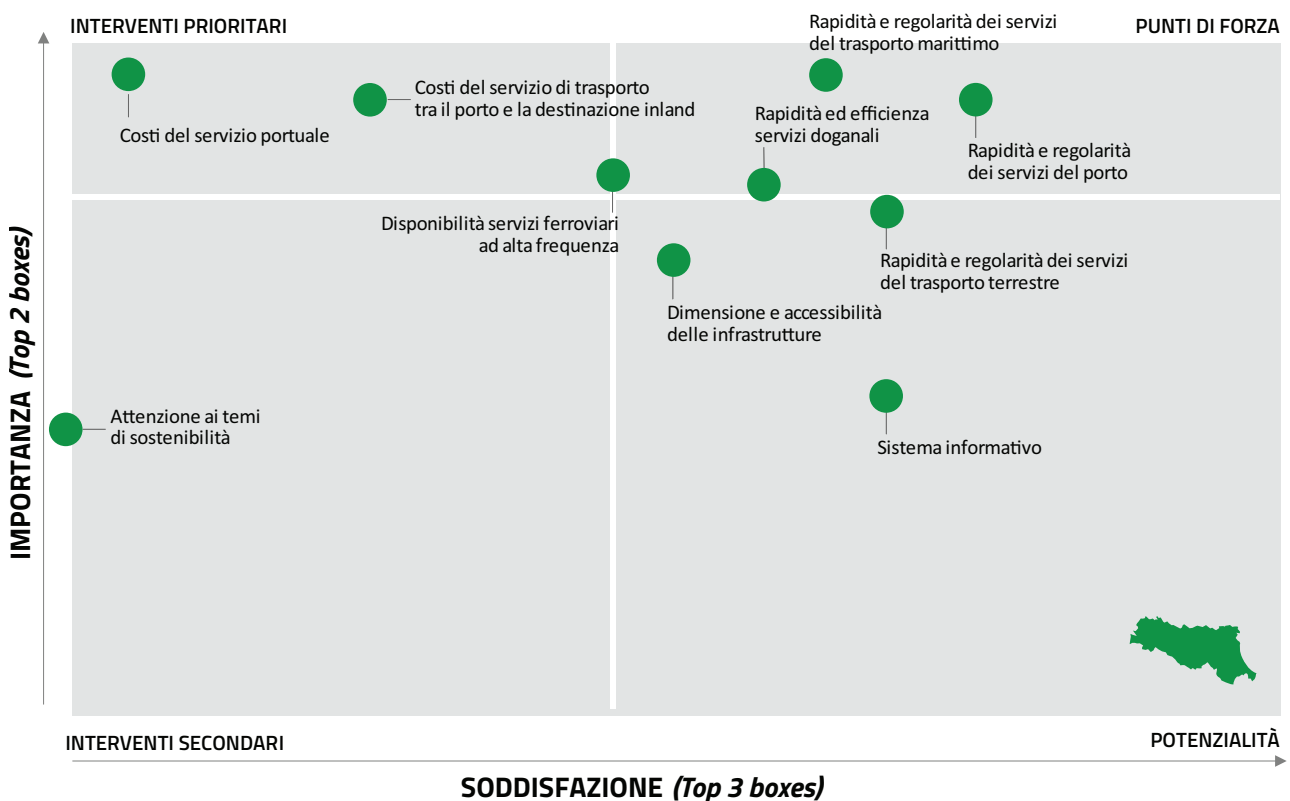 INTERVENTI PRIORITARI
Rapidità e regolarità dei servizi
del trasporto marittimo
PUNTI DI FORZA
Costi del servizio di trasporto
tra il porto e la destinazione inland
Costi del servizio portuale
Rapidità ed efficienza
servizi doganali
Rapidità e regolarità
dei servizi del porto
Disponibilità servizi ferroviari
ad alta frequenza
Rapidità e regolarità dei servizi
del trasporto terrestre
Dimensione e accessibilità
delle infrastrutture
Attenzione ai temi
di sostenibilità
Sistema informativo
IMPORTANZA (Top 2 boxes)
INTERVENTI SECONDARI
POTENZIALITÀ
SODDISFAZIONE (Top 3 boxes)